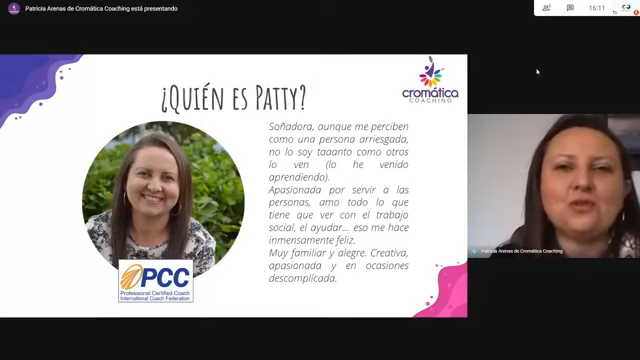 Patricia Arenas de Cromática Coaching está presentando
16:11
¿QUIÉN ES PATTY?
cromática
COACHING
Soñadora, aunque me perciben
como una persona arriesgada,
no lo soy taaanto como otros
lo ven (lo he venido
aprendiendo).
Apasionada por servir a las
personas, amo todo lo que
tiene que ver con el trabajo
social, el ayudar... eso me hace
inmensamente feliz.
Muy familiar y alegre. Creativa,
apasionada y en ocasiones
descomplicada.
PCC
Professional Certified Coach
International Coach Federation
Patricia Arenas de Cromática Coaching